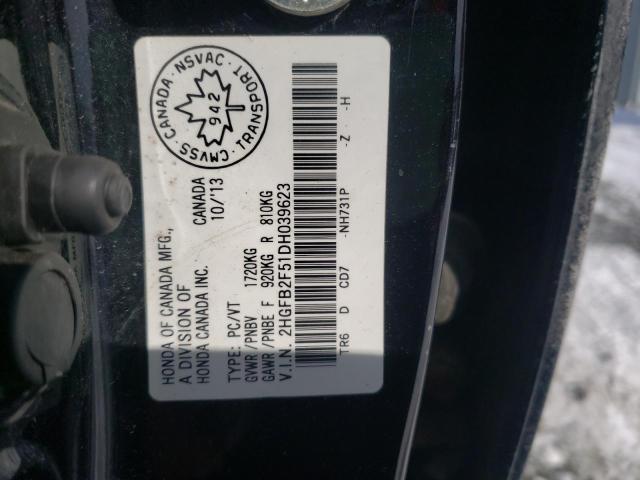 HONDA OF CANADA MFG.,
A DIVISION OF
HONDA CANADA INC. CANADA
10/'13
TYPE: PC/VT
GVWR/PNBV 1720KG
GAWR/PNBE F 920KG R 810KG
V.I.N. 2HGFB2F51DH039623
TR6 D CD7 -NH731P -Z -H
CANADA · NSVAC · TRANSPORT · CMVSS ·
942